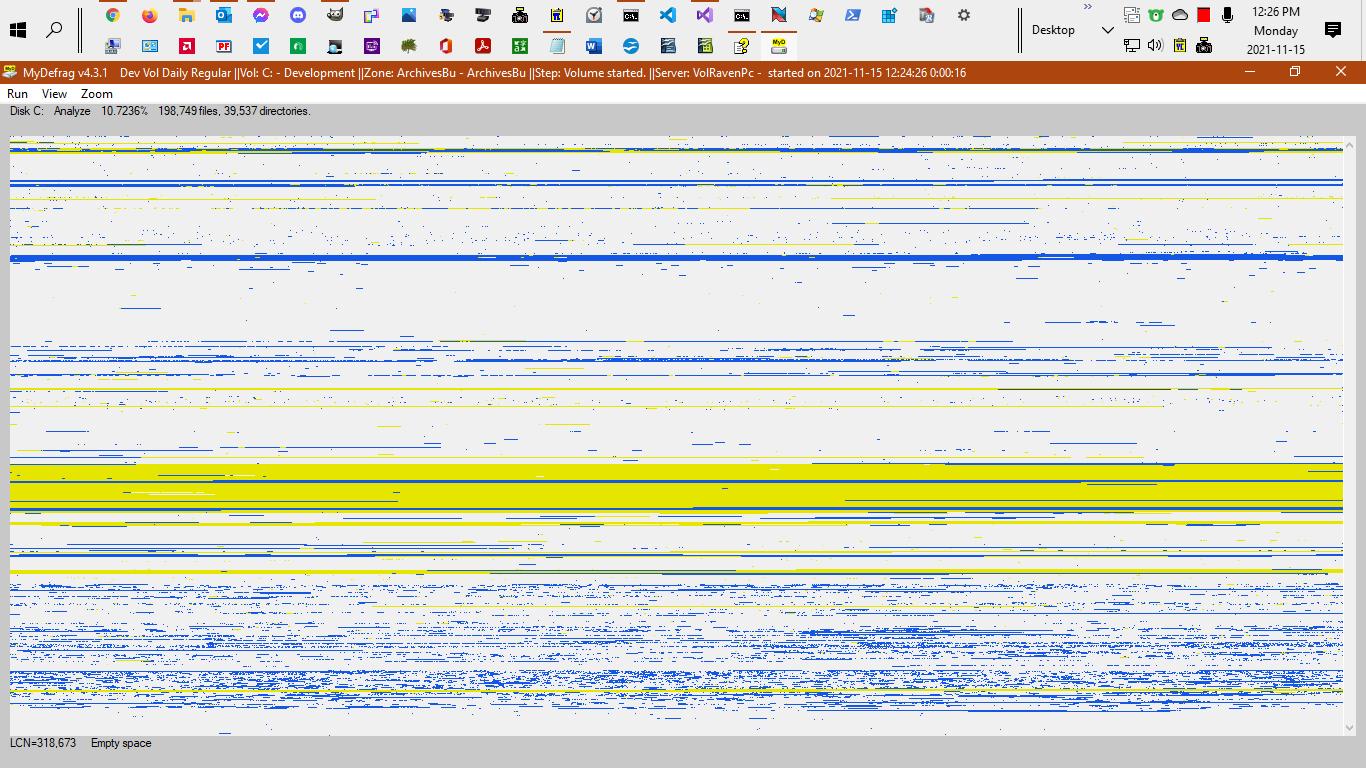 12:26 PM
Desktop
Monday
2021-11-15
MyDefrag v4.3.1 Dev Vol Daily Regular ||Vol: C: - Development ||Zone: ArchivesBu - ArchivesBu ||Step: Volume started. ||Server: VolRavenPc - started on 2021-11-15 12:24:26 0:00:16
Run View Zoom
Disk C: Analyze 10.7236% 198,749 files, 39,537 directories.
LCN=318,673 Empty space